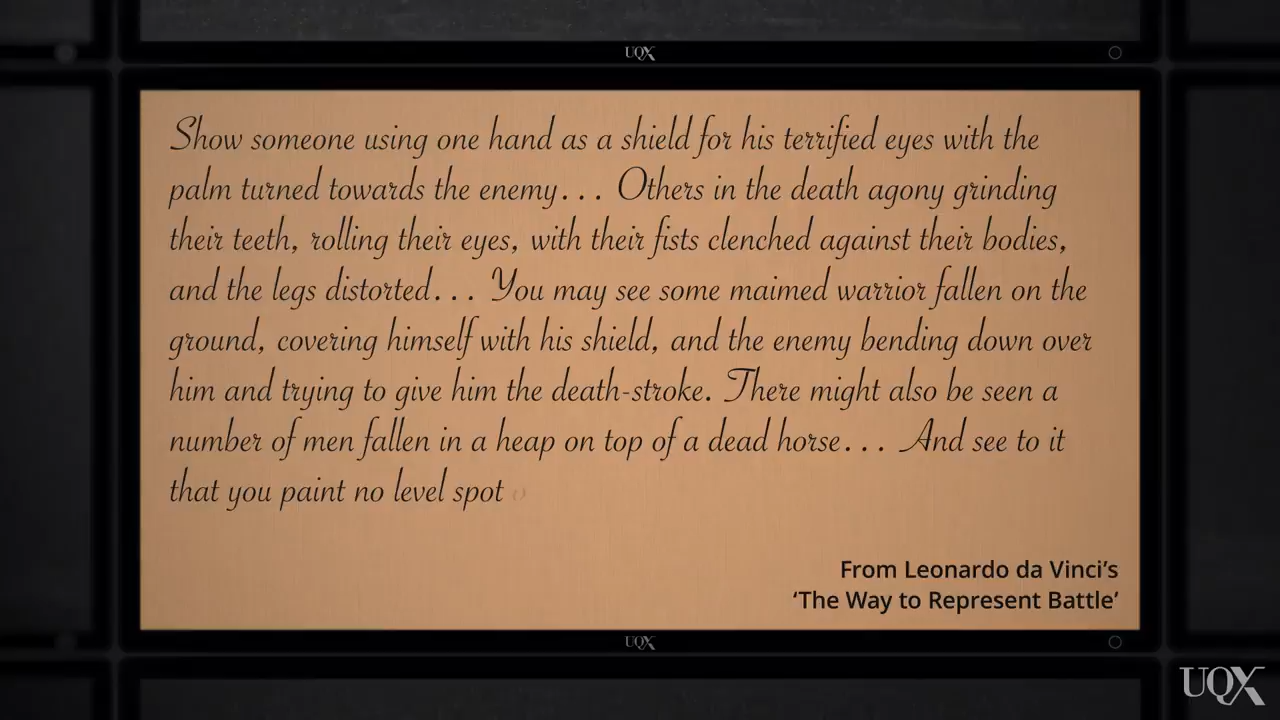 UQX
Show someone using one hand as a shield for his terrified eyes with the
palm turned towards the enemy... Others in the death agony grinding
their teeth, rolling their eyes, with their fists clenched against their bodies,
and the legs distorted... You may see some maimed warrior fallen on the
ground, covering himself with his shield, and the enemy bending down over
him and trying to give him the death-stroke. There might also be seen a
number of men fallen in a heap on top of a dead horse... And see to it
that you paint no level spot
From Leonardo da Vinci's
‘The Way to Represent Battle’
UQX
UQX